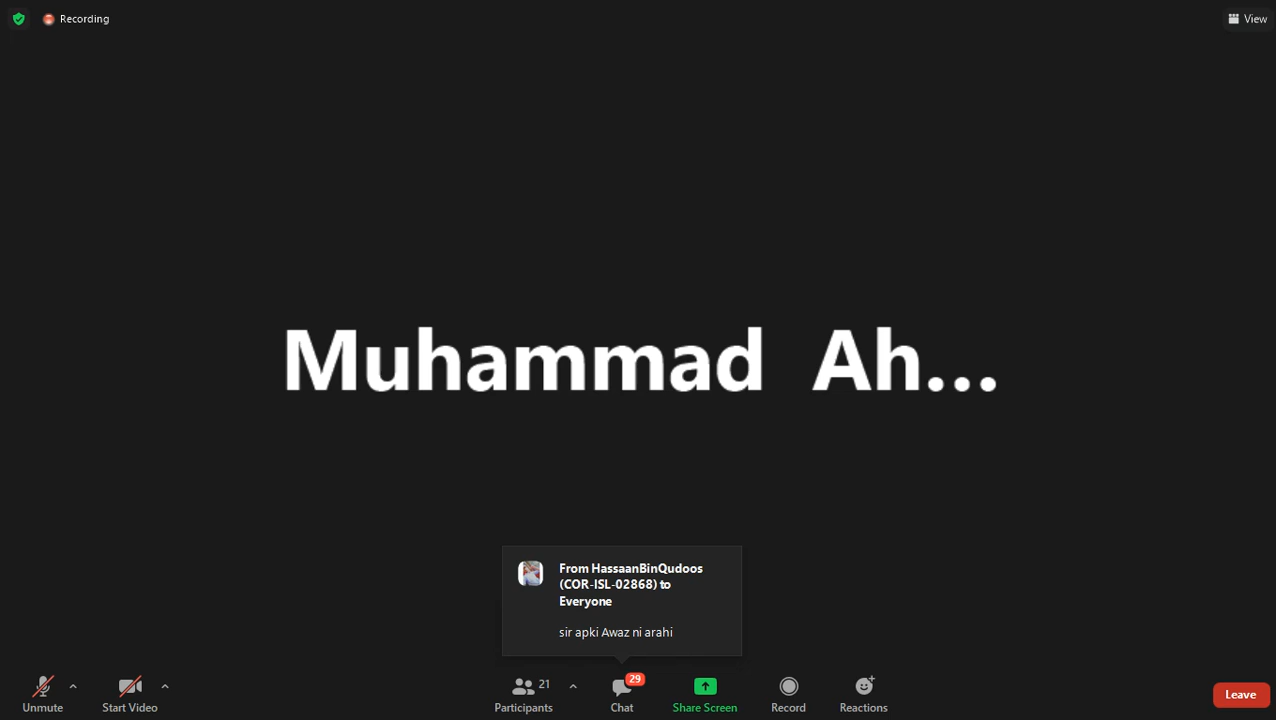 Recording
View
Muhammad Ah...
From HassaanBinQudoos
(COR-ISL-02868) to
Everyone
sir apki Awaz ni arahi
21
29
Unmute
Start Video
Participants
Chat
Share Screen
Record
Reactions
Leave